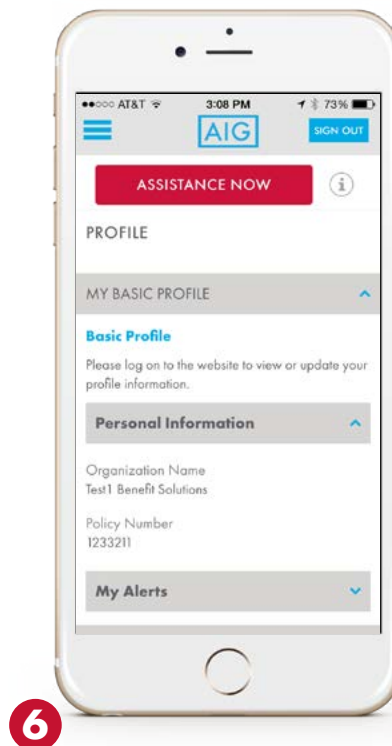 AT&T 3:08 PM 73%
AIG SIGN OUT
ASSISTANCE NOW i
PROFILE
MY BASIC PROFILE
Basic Profile
Please log on to the website to view or update your
profile information.
Personal Information
Organization Name
Test1 Benefit Solutions
Policy Number
1233211
My Alerts
6